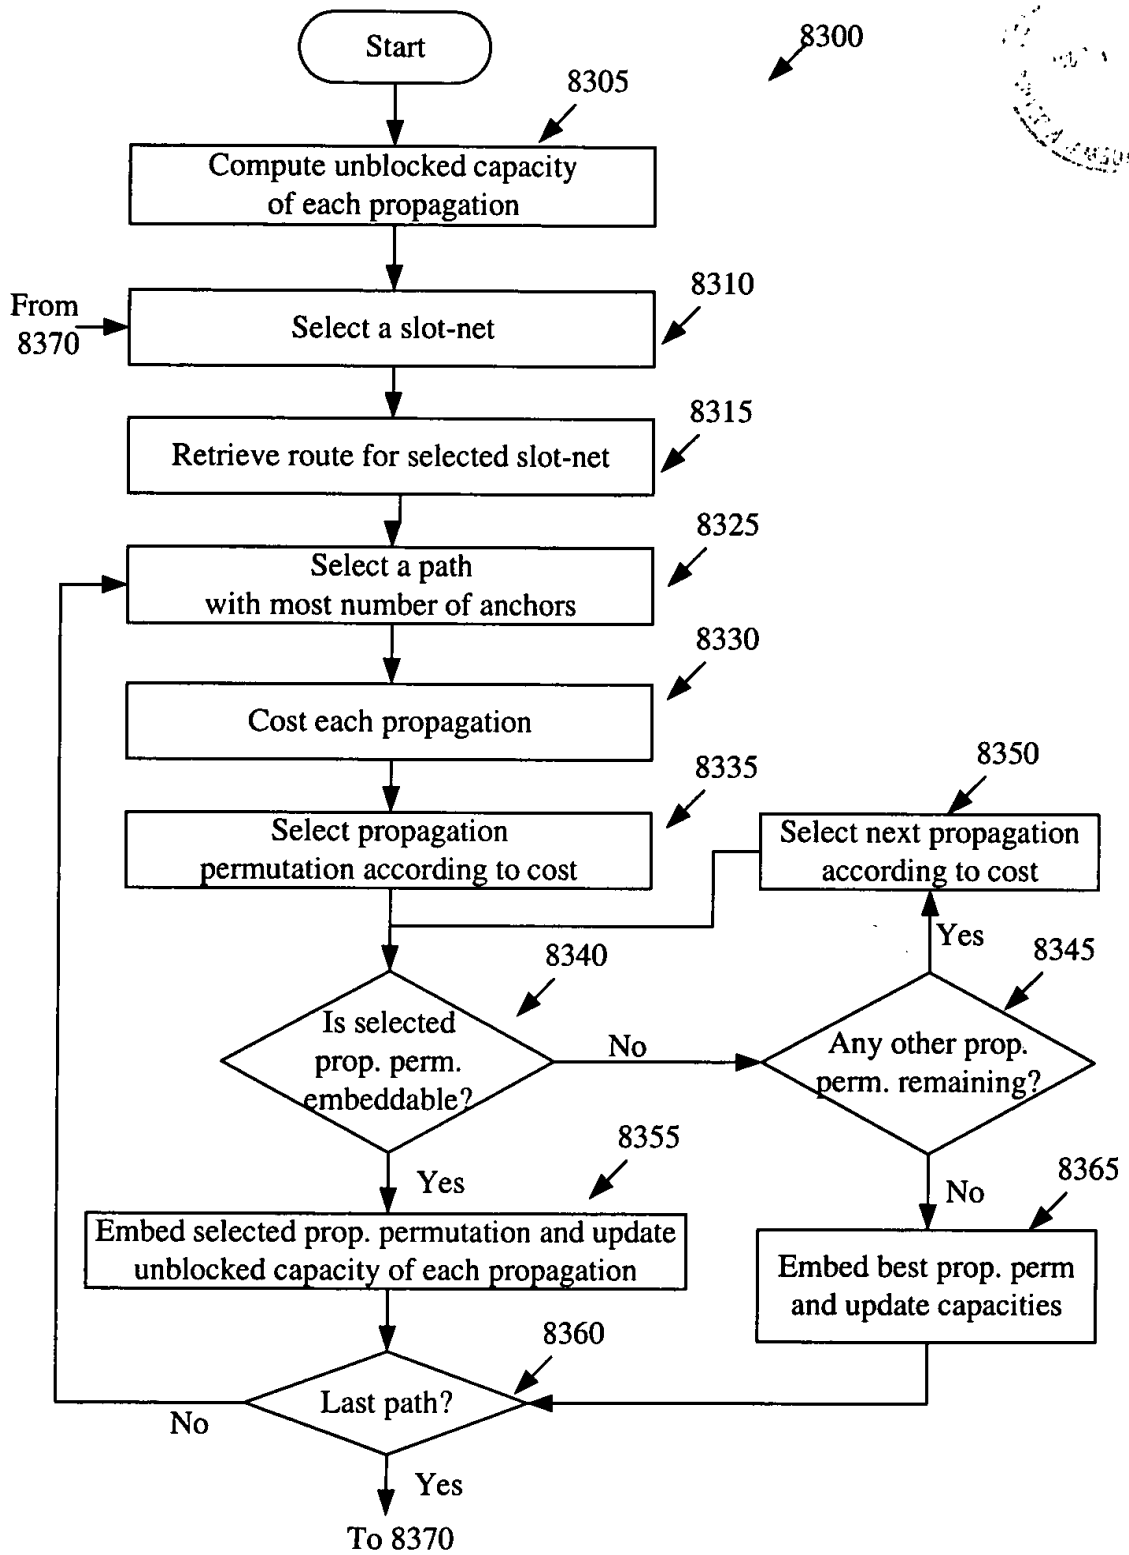 Start
8300
8305
Compute unblocked capacity
of each propagation
8310
From
8370
Select a slot-net
8315
Retrieve route for selected slot-net
8325
Select a path
with most number of anchors
8330
Cost each propagation
8335
Select propagation
permutation according to cost
8350
Select next propagation
according to cost
Yes
8340
8345
Is selected
prop. perm.
embeddable?
No
Any other prop.
perm. remaining?
8355
Yes
No
8365
Embed selected prop. permutation and update
unblocked capacity of each propagation
Embed best prop. perm
and update capacities
8360
Last path?
No
Yes
To 8370